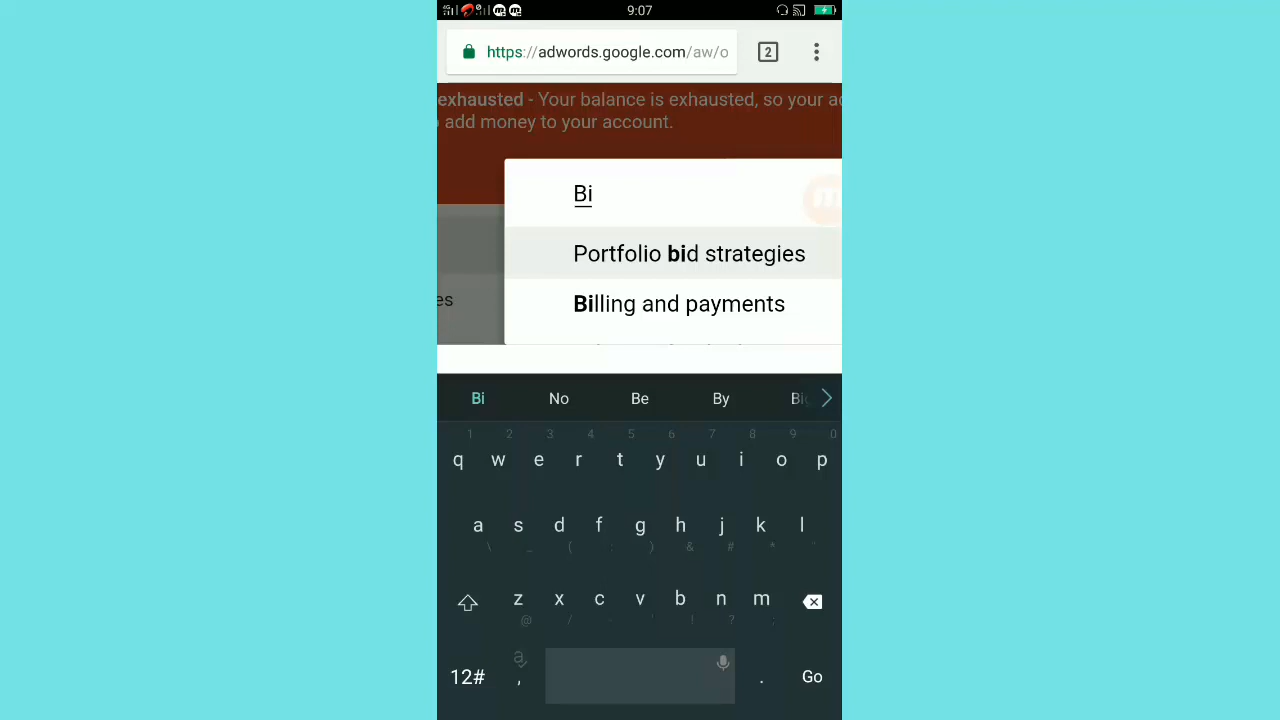 9:07
https://adwords.google.com/aw/o
2
exhausted - Your balance is exhausted, so your a
add money to your account.
Bi
Portfolio bid strategies
es
Billing and payments
Bi No Be By
1 2 3 4 5 6 7 8 9 0
q w e r t y u i o p
a s d f g h j k l
\ _ ( : ) & # * "
z x c v b n m
@ / - ' ! ? ;
12# , . Go